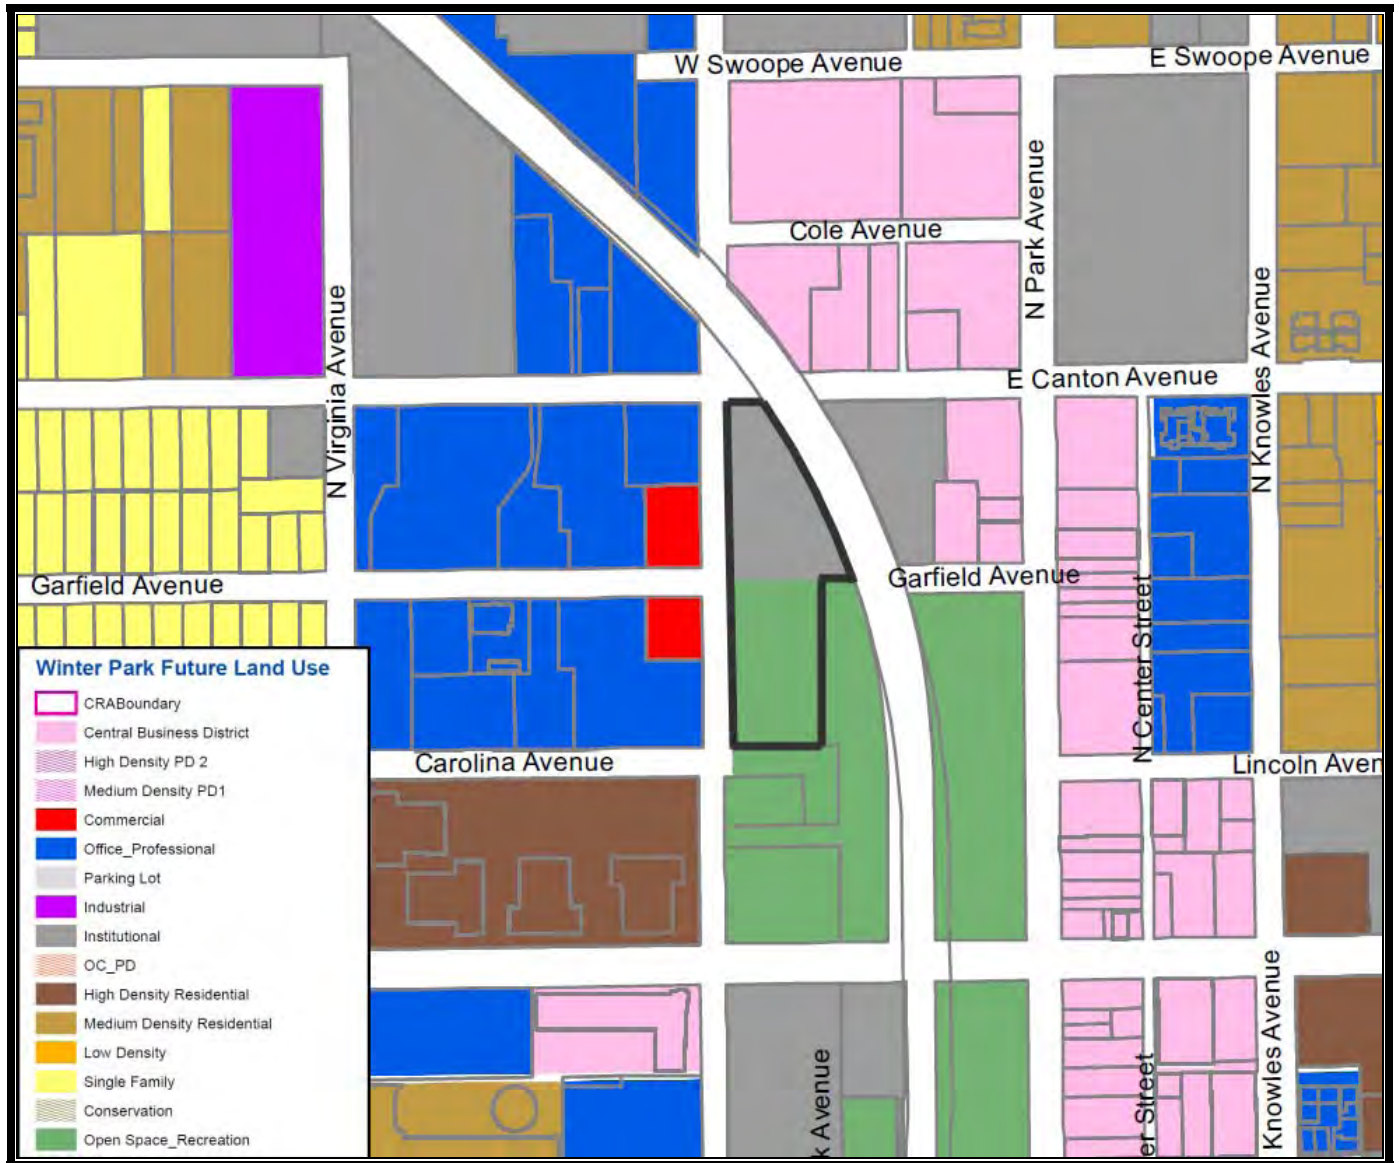 W Swoope Avenue
E Swoope Avenue
Cole Avenue
N Park Avenue
N Virginia Avenue
E Canton Avenue
N Knowles Avenue
Garfield Avenue
Garfield Avenue
N Center Street
Carolina Avenue
Lincoln Aven
Winter Park Future Land Use
CRABoundary
Central Business District
High Density PD 2
Medium Density PD1
Commercial
Office_Professional
Parking Lot
Industrial
Institutional
OC_PD
High Density Residential
Medium Density Residential
Low Density
Single Family
Conservation
Open Space_Recreation
k Avenue
er Street
Knowles Avenue